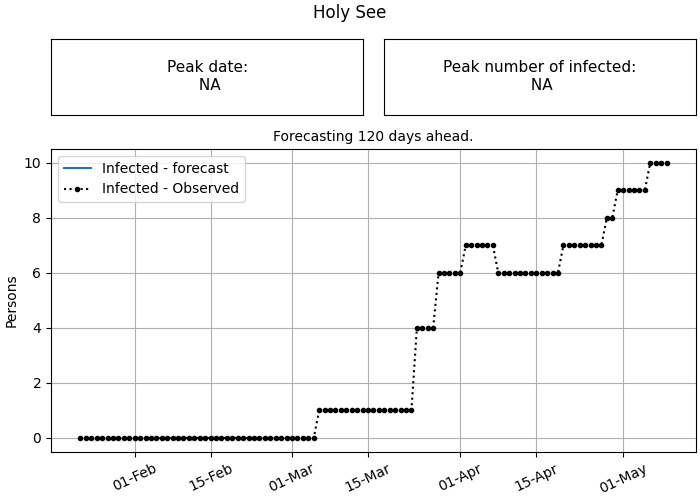 Holy See
Peak date:
NA
Peak number of infected:
NA
Forecasting 120 days ahead.
Infected - forecast
Infected - Observed
Persons
10
8
6
4
2
0
01-Feb
15-Feb
01-Mar
15-Mar
01-Apr
15-Apr
01-May